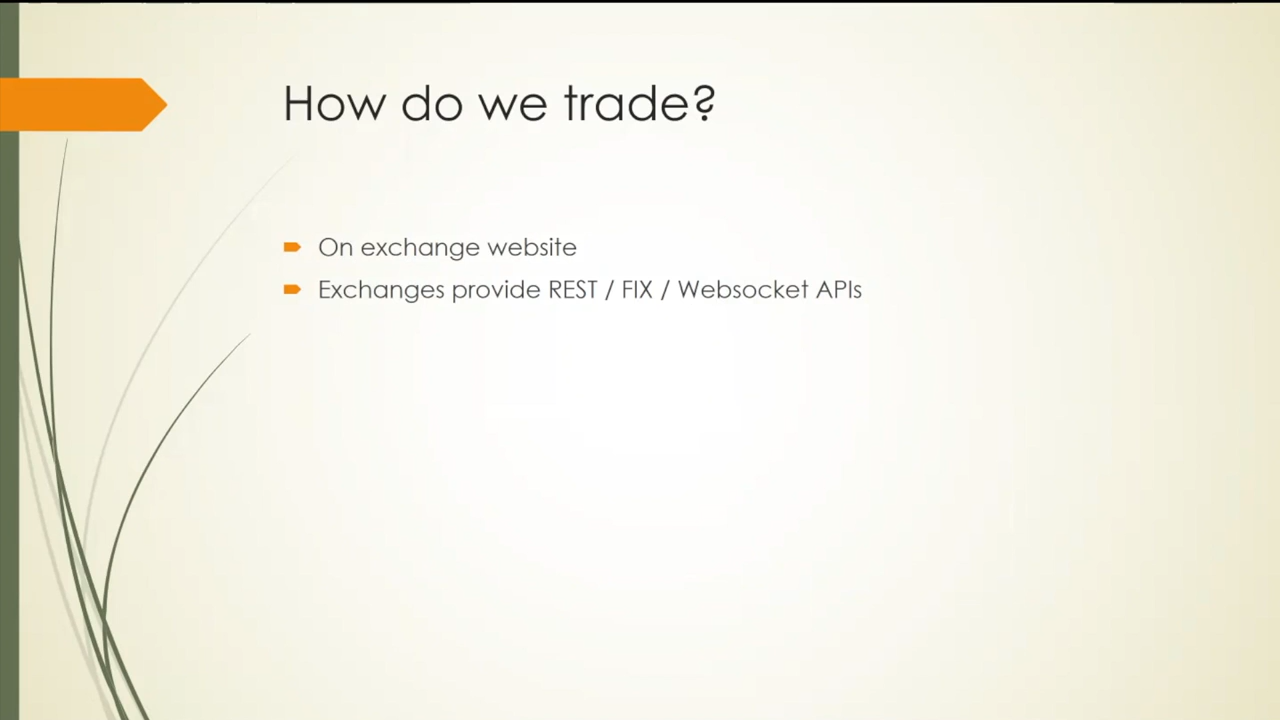 How do we trade?
On exchange website
Exchanges provide REST / FIX / Websocket APIs